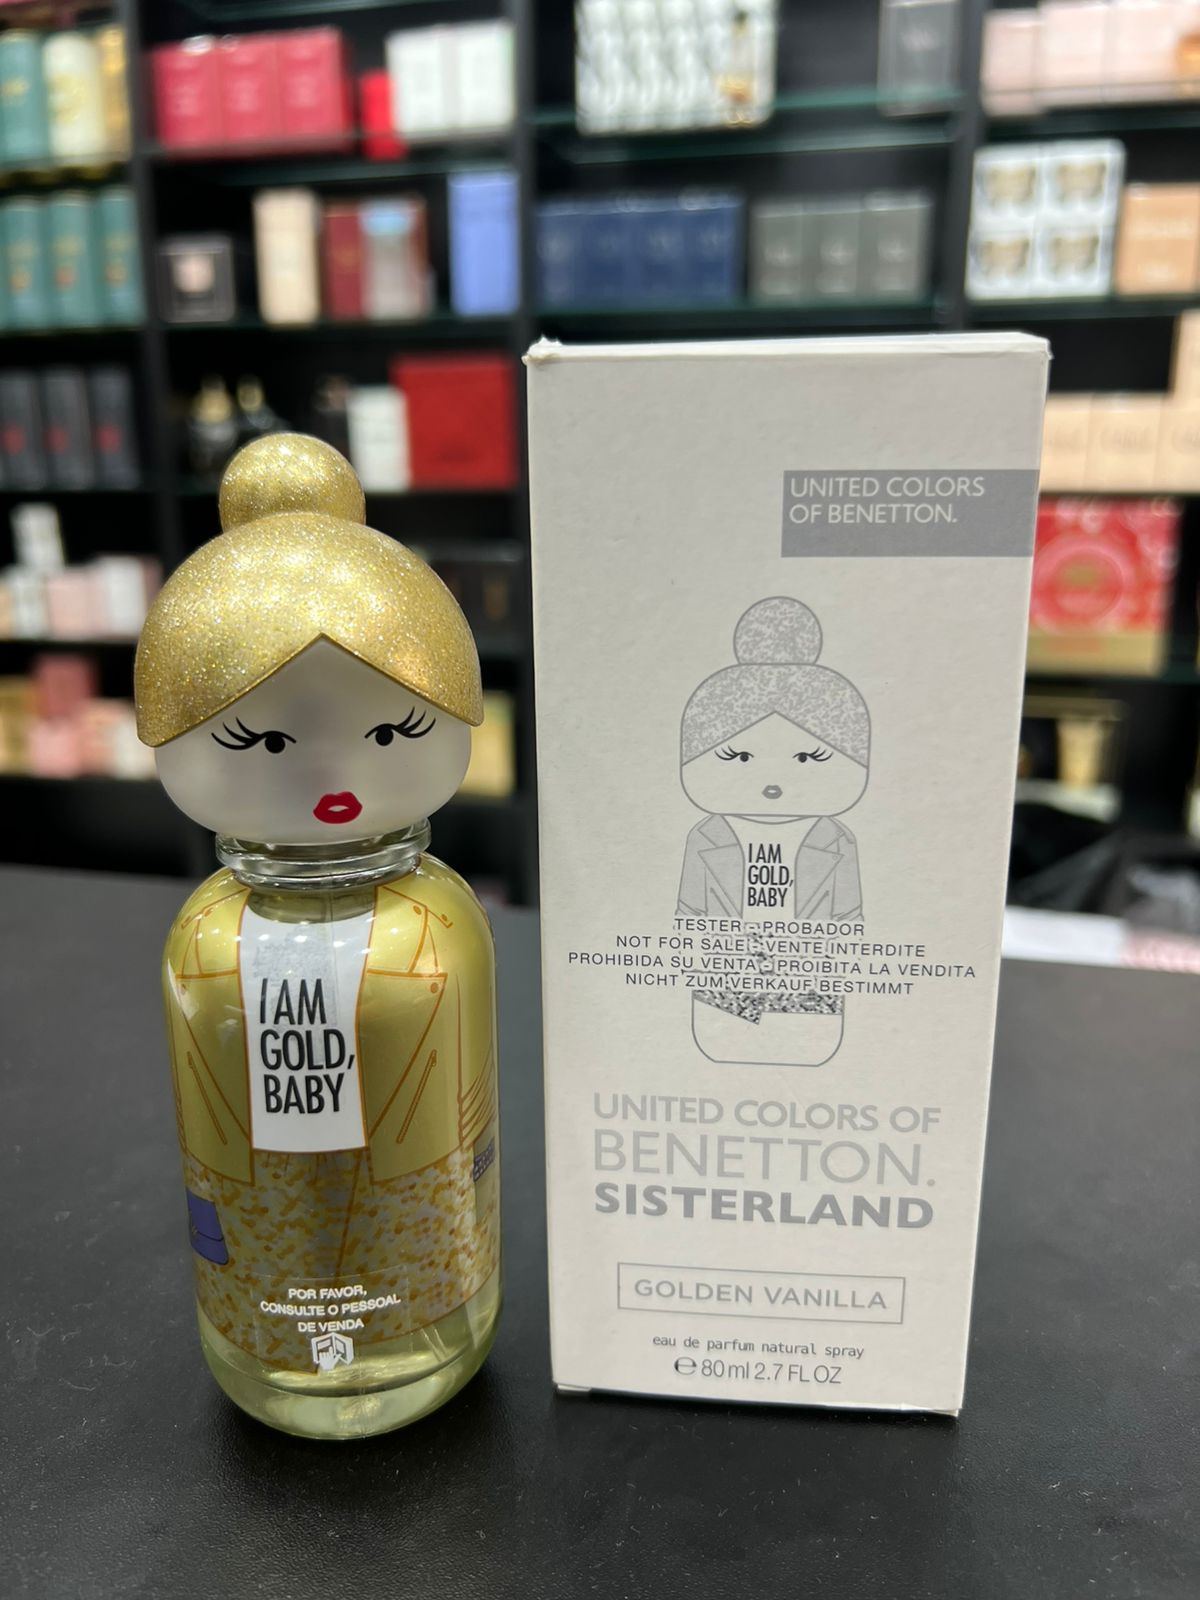 UNITED COLORS
OF BENETTON.
I AM
GOLD,
BABY
TESTER - PROBADOR
NOT FOR SALE - VENTE INTERDITE
PROHIBIDA SU VENTA - PROIBITA LA VENDITA
NICHT ZUM VERKAUF BESTIMMT
UNITED COLORS OF
BENETTON.
SISTERLAND
GOLDEN VANILLA
eau de parfum natural spray
℮ 80 ml 2.7 FL OZ
I AM
GOLD,
BABY
POR FAVOR,
CONSULTE O PESSOAL
DE VENDA